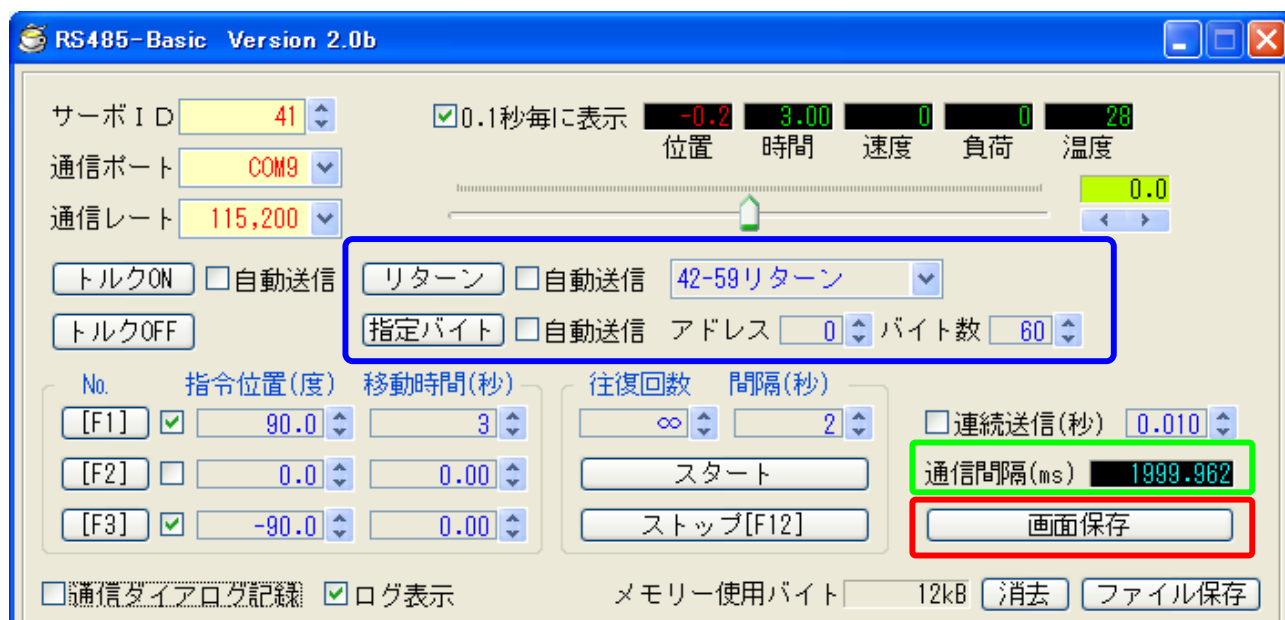 RS485-Basic Version 2.0b
サーボID 41 0.1秒毎に表示 -0.2 3.00 0 0 28
位置 時間 速度 負荷 温度
通信ポート COM9
0.0
通信レート 115,200
トルクON 自動送信 リターン 自動送信 42-59リターン
トルクOFF 指定バイト 自動送信 アドレス 0 バイト数 60
No. 指令位置(度) 移動時間(秒) 往復回数 間隔(秒)
[F1] 90.0 3 ∞ 2 連続送信(秒) 0.010
[F2] 0.0 0.00 スタート 通信間隔(ms) 1999.962
[F3] -90.0 0.00 ストップ[F12] 画面保存
通信ダイアログ記録 ログ表示 メモリー使用バイト 12kB 消去 ファイル保存